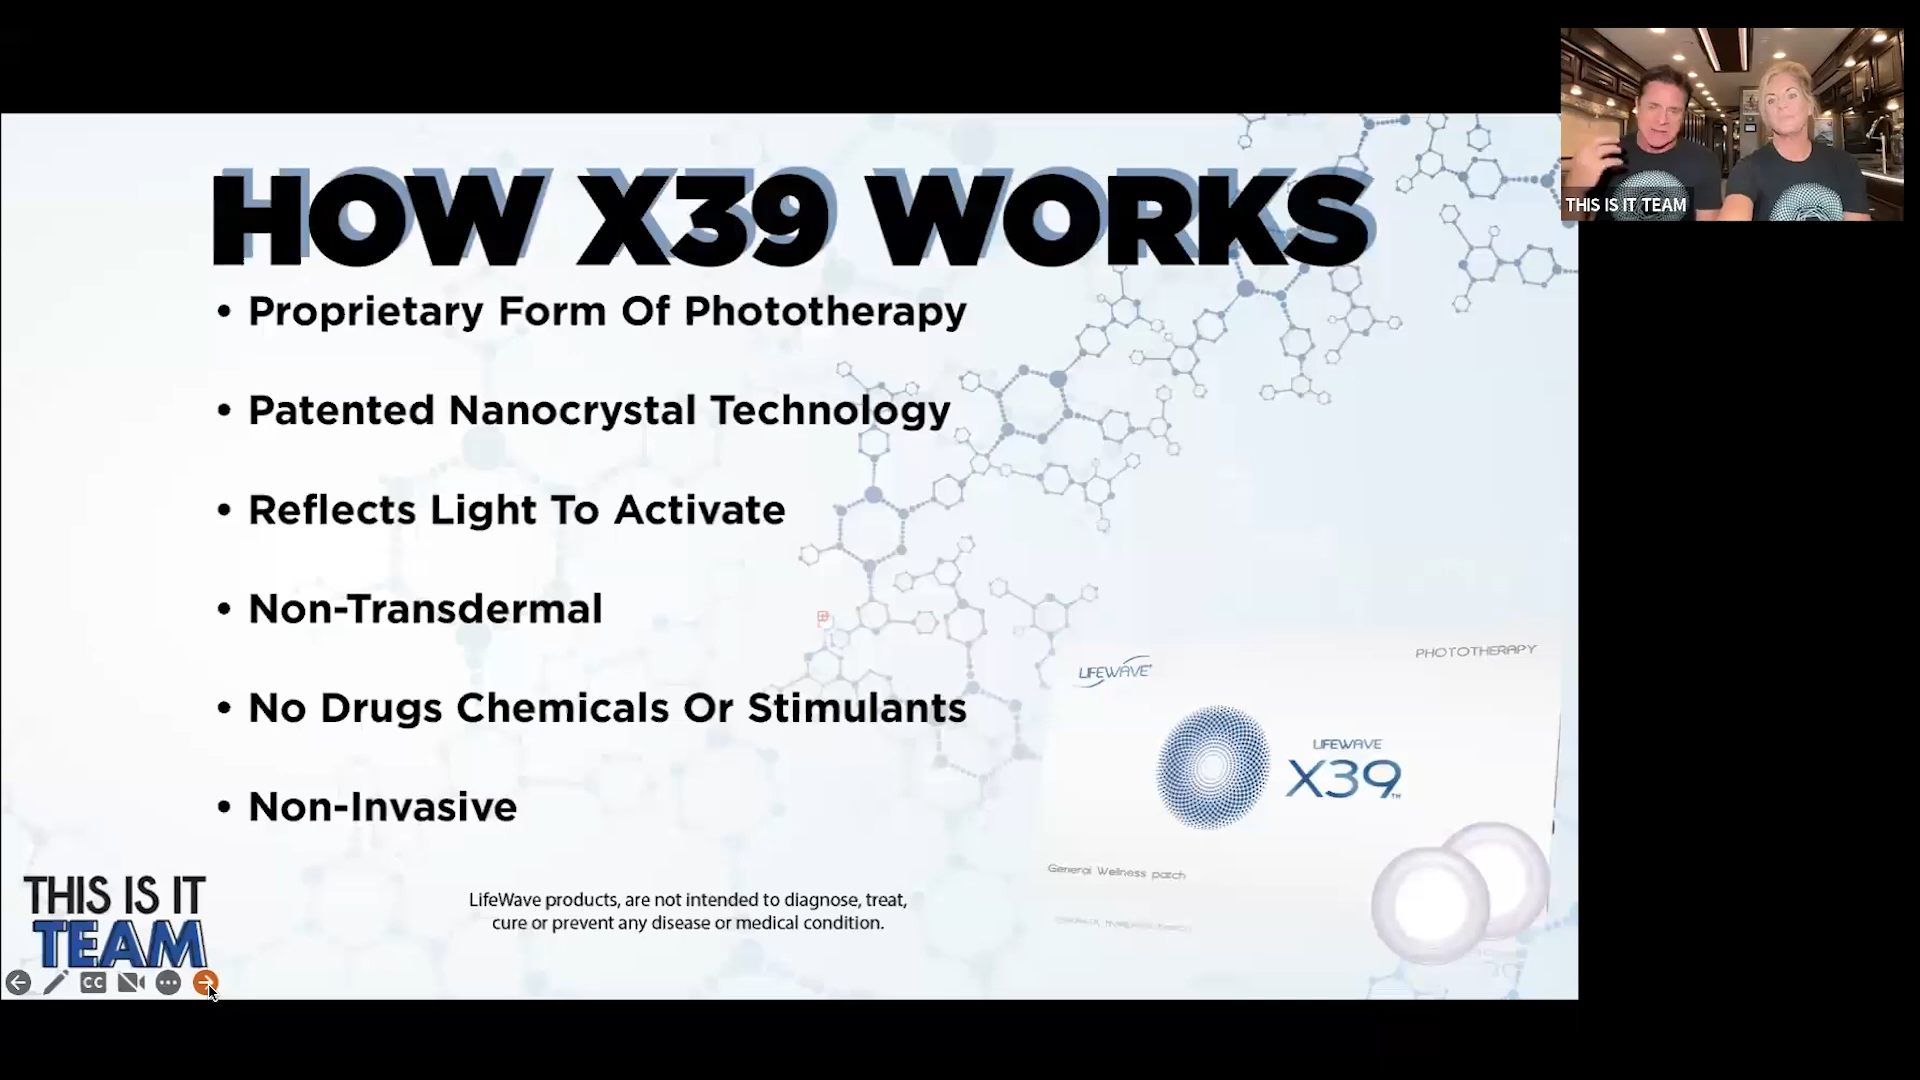 THIS IS IT TEAM
HOW X39 WORKS
• Proprietary Form Of Phototherapy
• Patented Nanocrystal Technology
• Reflects Light To Activate
• Non-Transdermal
• No Drugs Chemicals Or Stimulants
• Non-Invasive
LIFEWAVE
PHOTOTHERAPY
LIFEWAVE
X39™
General Wellness patch
LifeWave products, are not intended to diagnose, treat,
cure or prevent any disease or medical condition.
THIS IS IT
TEAM
CC